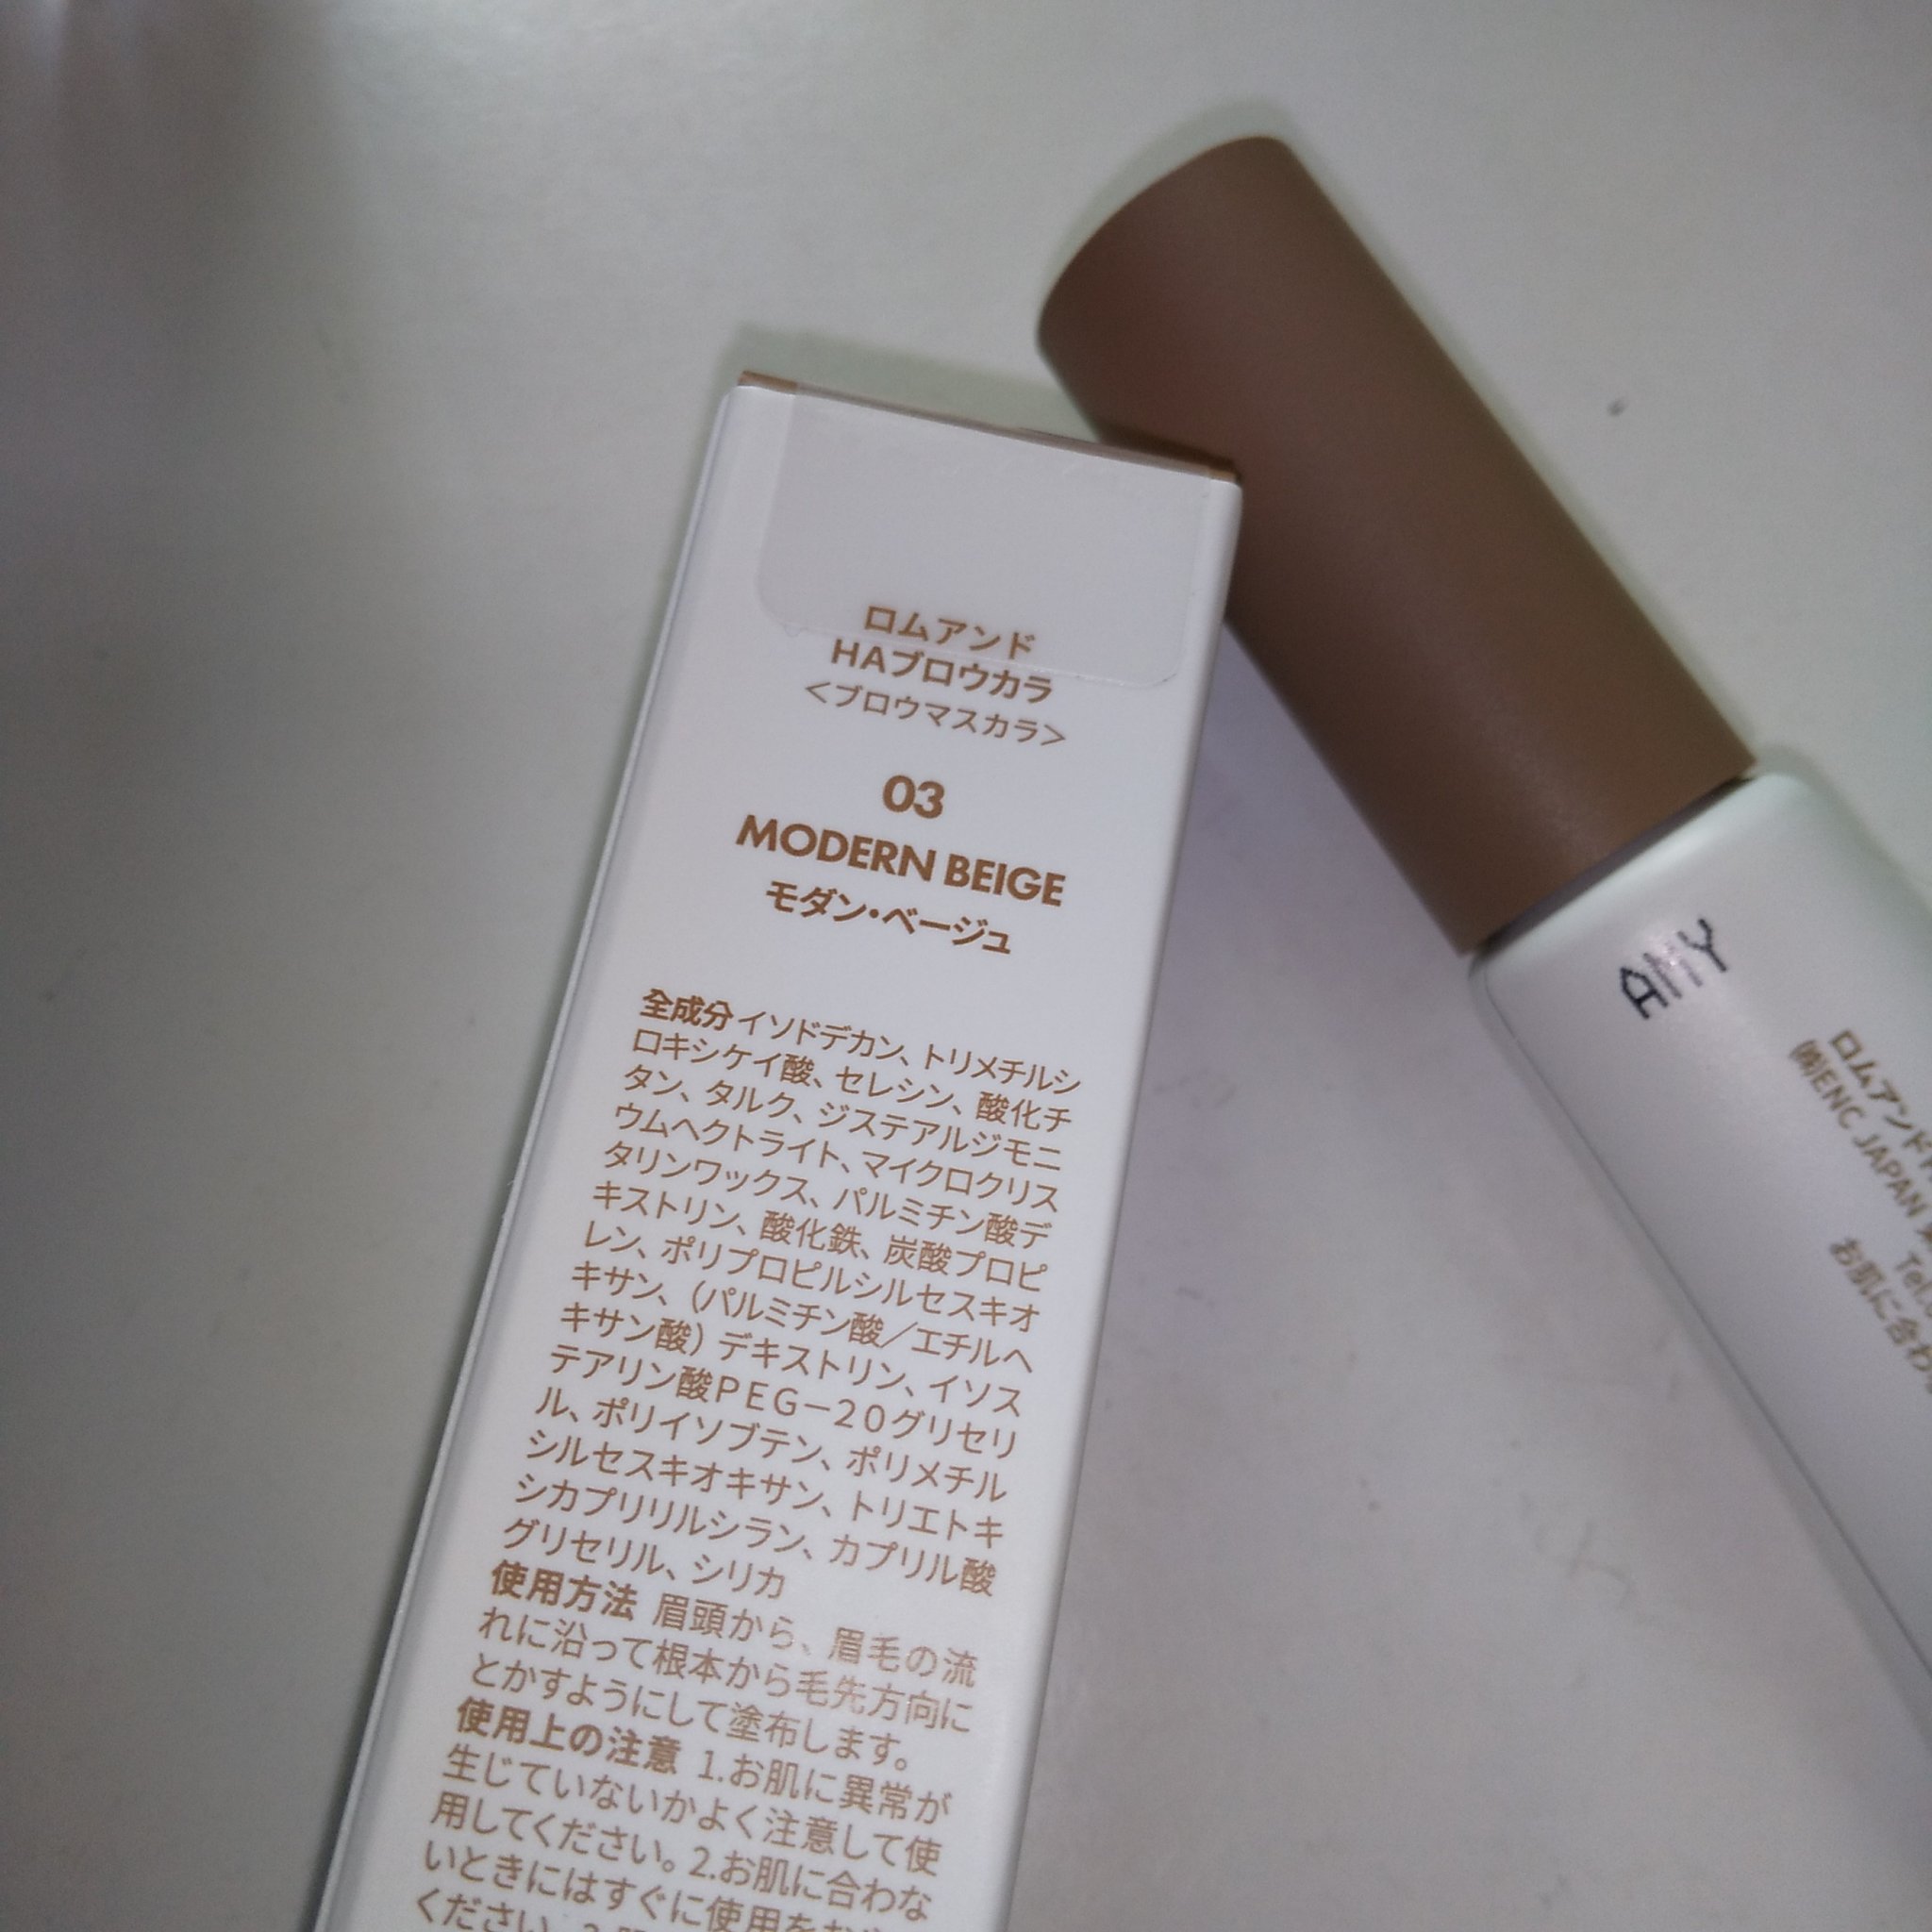 ロムアンド
HAブロウカラ
<ブロウマスカラ>
03
MODERN BEIGE
モダン・ベージュ
全成分 イソドデカン、トリメチルシ
ロキシケイ酸、セレシン、酸化チ
タン、タルク、ジステアルジモニ
ウムヘクトライト、マイクロクリス
タリンワックス、パルミチン酸デ
キストリン、酸化鉄、炭酸プロピ
レン、ポリプロピルシルセスキオ
キサン、(パルミチン酸/エチルヘ
キサン酸) デキストリン、イソス
テアリン酸PEG-20グリセリ
ル、ポリイソブテン、ポリメチル
シルセスキオキサン、トリエトキ
シカプリリルシラン、カプリル酸
グリセリル、シリカ
使用方法 眉頭から、眉毛の流
れに沿って根本から毛先方向に
とかすようにして塗布します。
使用上の注意 1.お肌に異常が
生じていないかよく注意して使
用してください。2.お肌に合わな
いときにはすぐに使用を
ください。
AMY
ロムアンド
㈱ENC JAPAN
Tel.
お肌に合わ